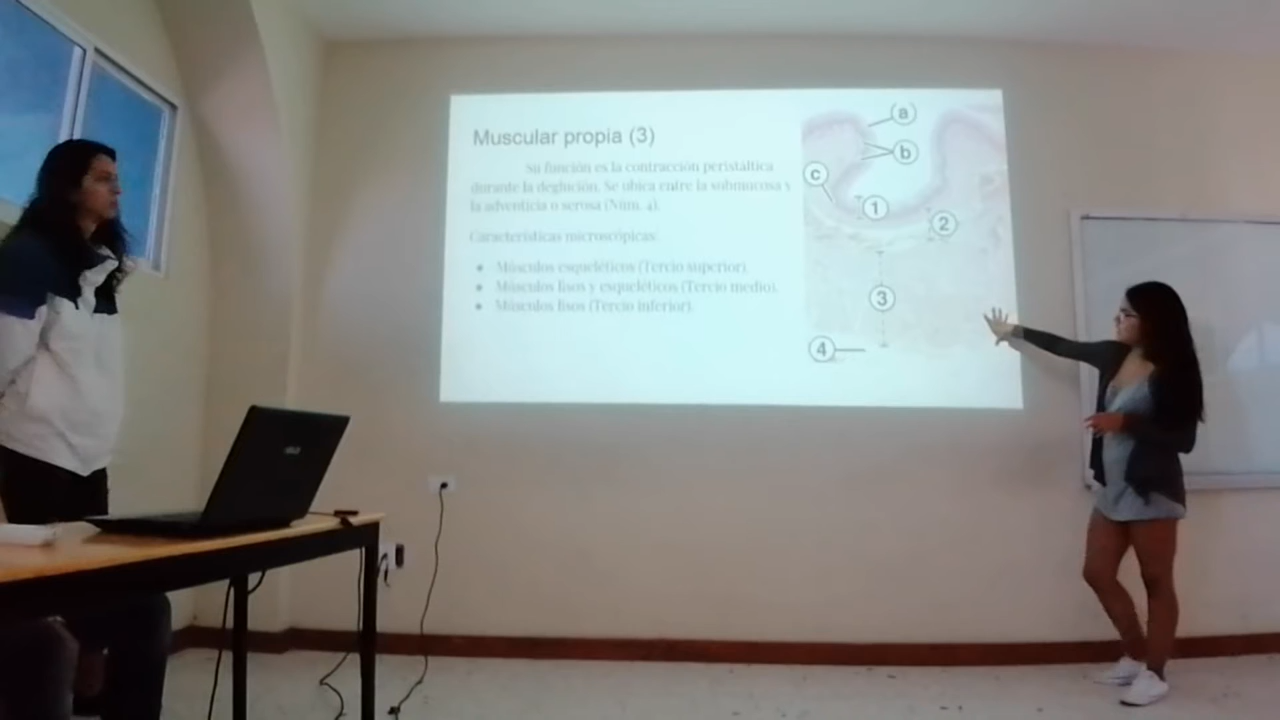 Muscular propia (3)
Su función es la contracción peristáltica
durante la deglución. Se ubica entre la submucosa y
la adventicia o serosa (Núm. 4).
Características microscópicas:
Músculos esqueléticos (Tercio superior).
Músculos lisos y esqueléticos (Tercio medio).
Músculos lisos (Tercio inferior).
a
b
c
1
2
3
4